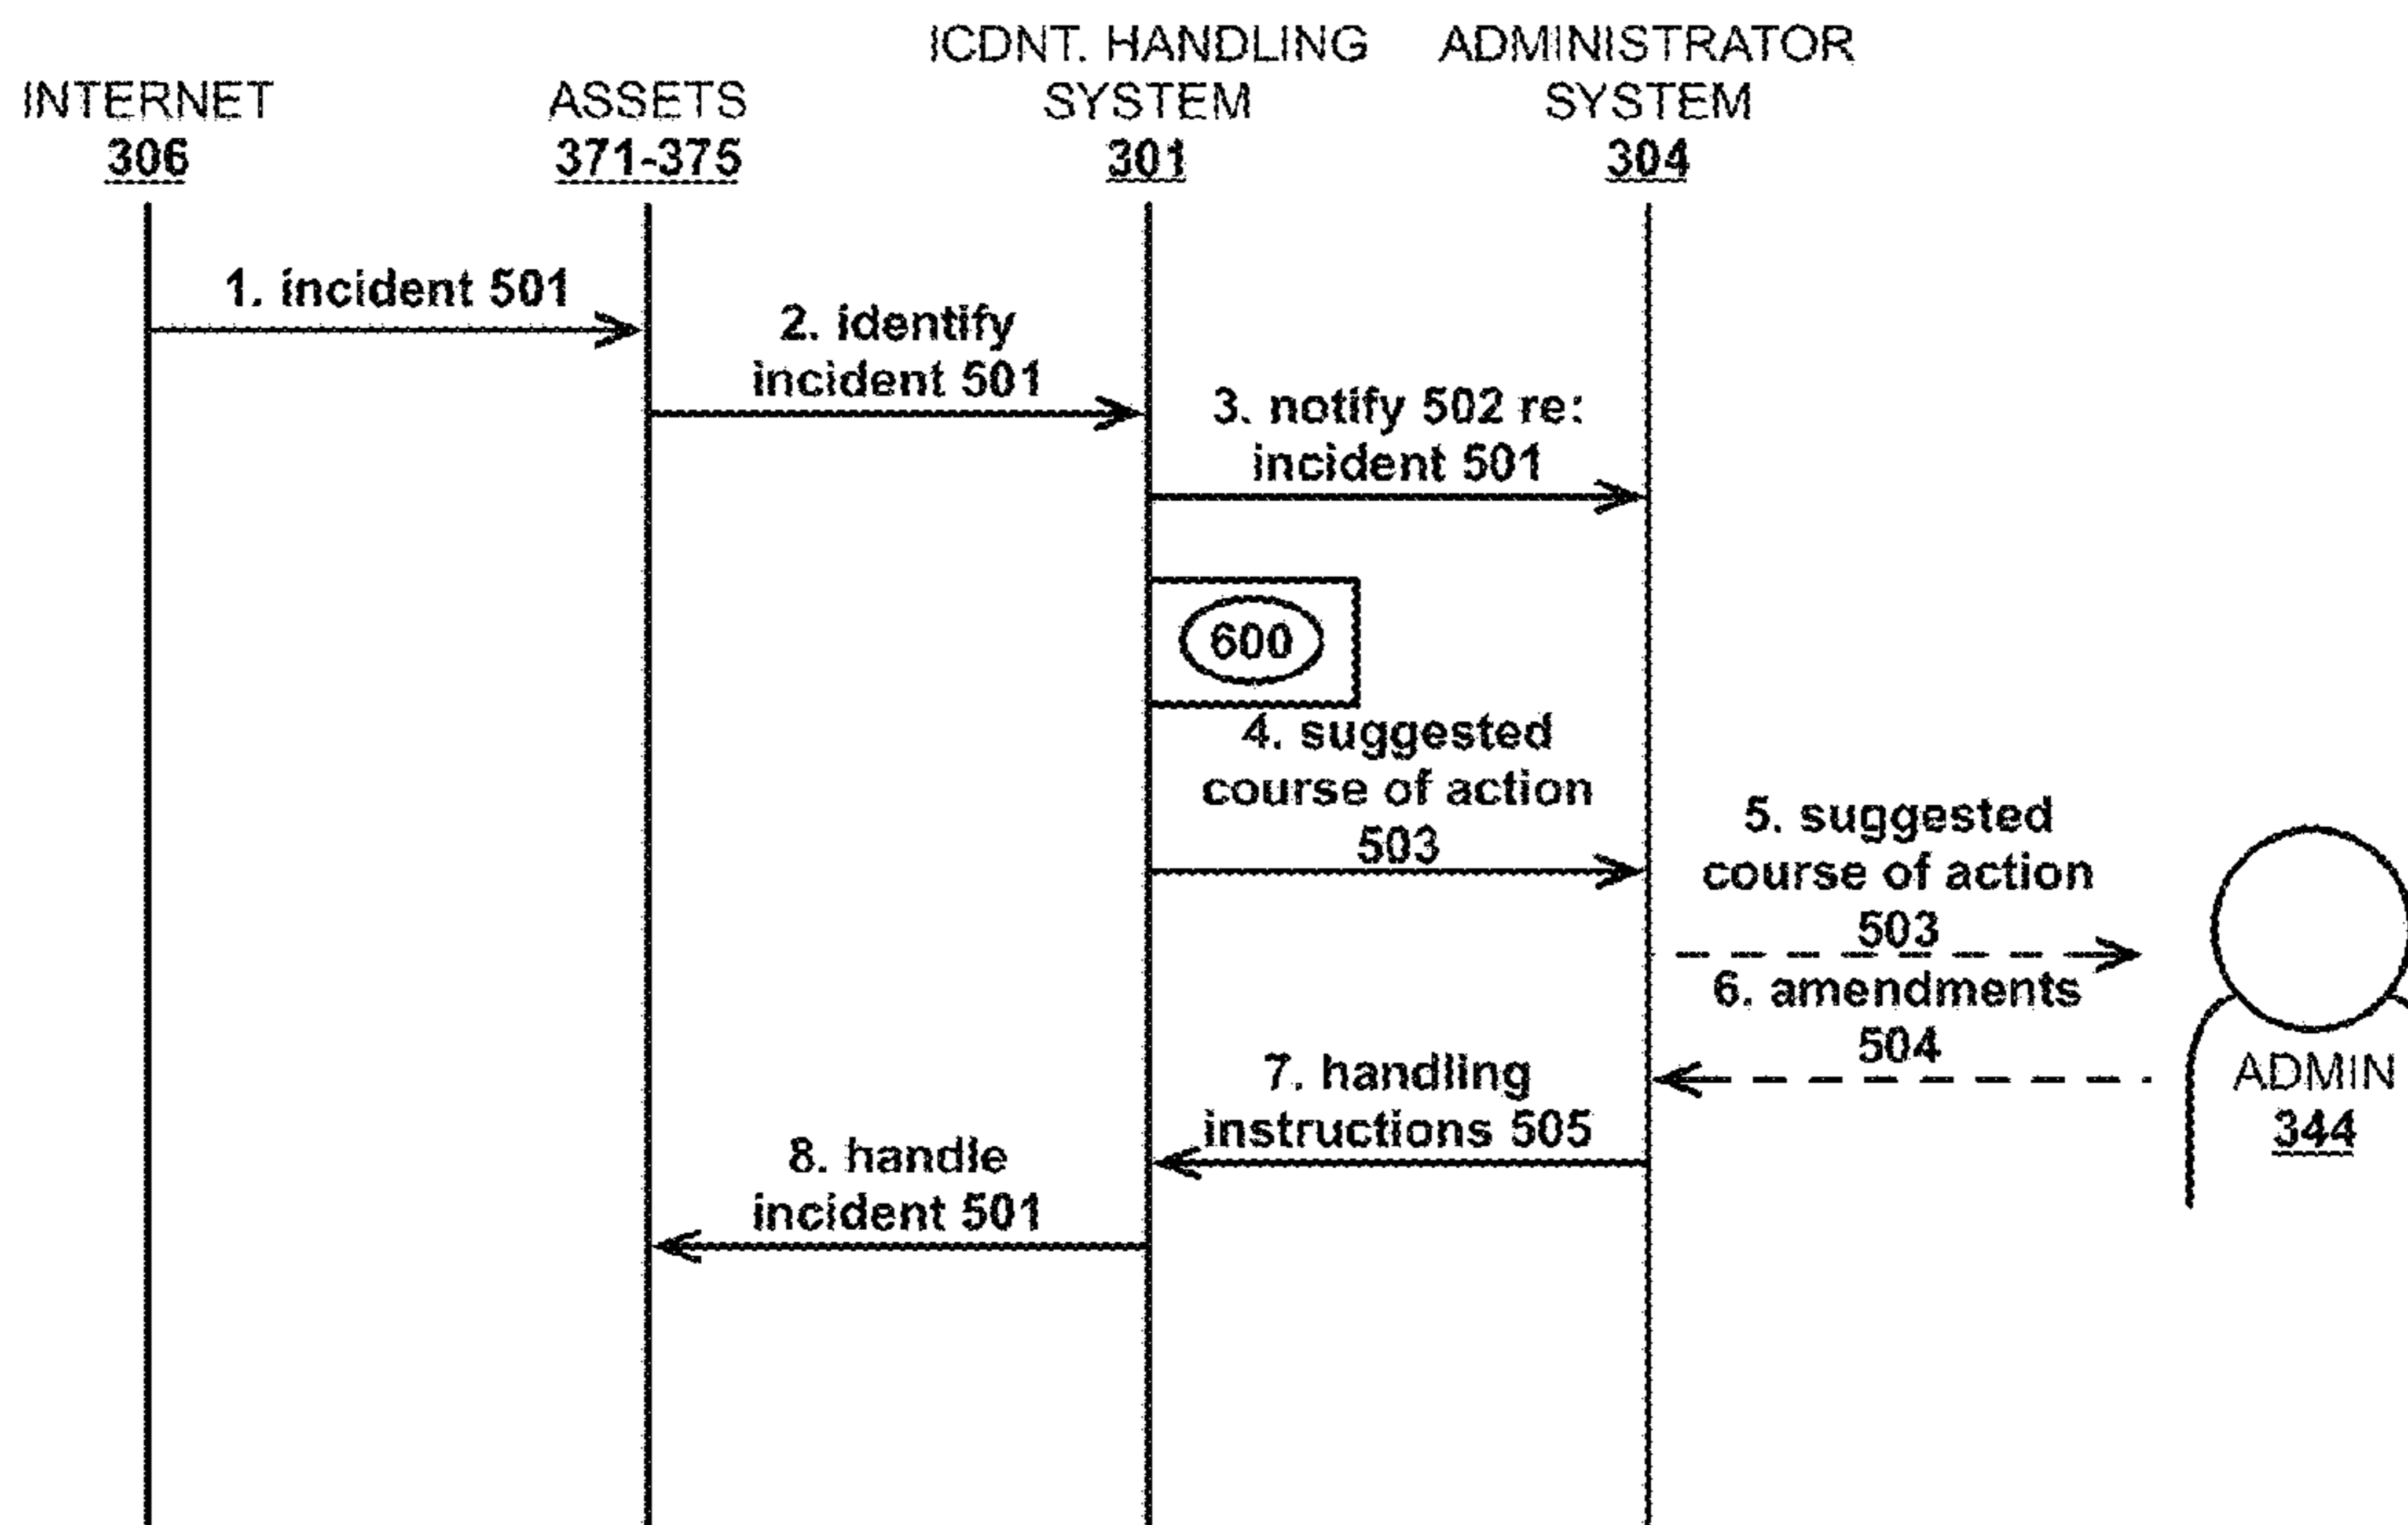 INTERNET
306
ASSETS
371-375
ICDNT. HANDLING
SYSTEM
301
ADMINISTRATOR
SYSTEM
304
1. incident 501
2. identify
incident 501
3. notify 502 re:
incident 501
600
4. suggested
course of action
503
5. suggested
course of action
503
6. amendments
504
ADMIN
344
7. handling
instructions 505
8. handle
incident 501